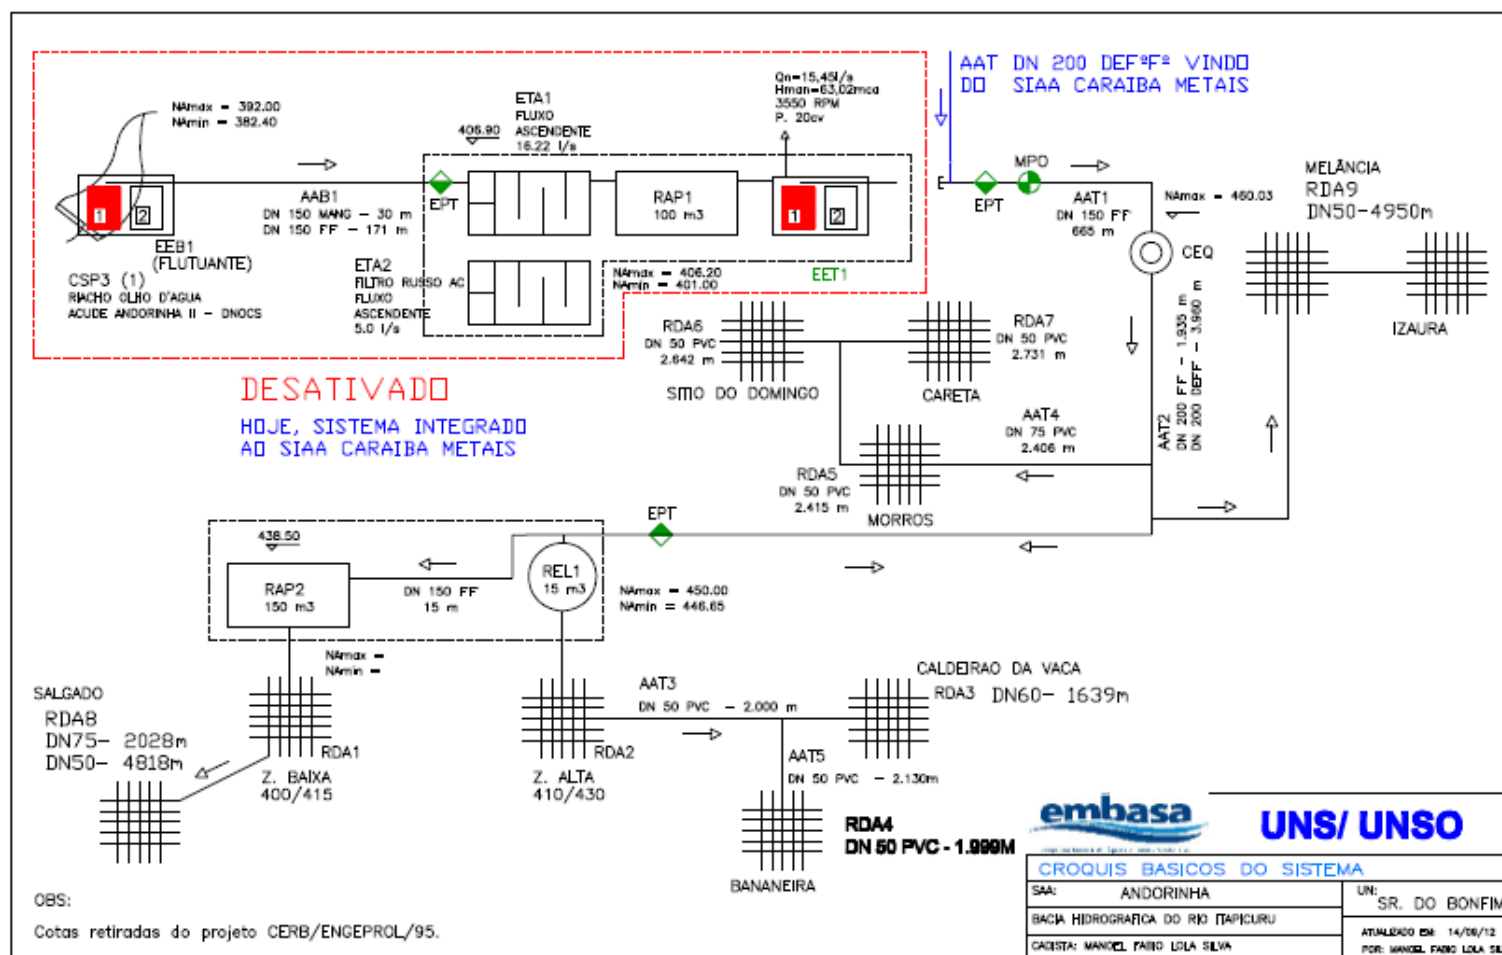 NAmax = 392.00
NAmin = 382.40
ETA1
FLUXO
ASCENDENTE
16.22 l/s
406.90
Qn=15,45l/s
Hman=63,02mca
3550 RPM
P. 20cv
AAT DN 200 DEFºFº VINDO
DO SIAA CARAIBA METAIS
1
2
EEB1
(FLUTUANTE)
CSP3 (1)
RIACHO OLHO D'AGUA
ACUDE ANDORINHA II - DNOCS
AAB1
DN 150 MANG - 30 m
DN 150 FF - 171 m
EPT
RAP1
100 m3
1
2
EET1
ETA2
FILTRO RUSSO AC
FLUXO
ASCENDENTE
5.0 l/s
NAmax = 406.20
NAmin = 401.00
EPT
MPD
AAT1
DN 150 FF
665 m
NAmax = 460.03
CEQ
MELÂNCIA
RDA9
DN50-4950m
IZAURA
DESATIVADO
HOJE, SISTEMA INTEGRADO
AO SIAA CARAIBA METAIS
RDA6
DN 50 PVC
2.642 m
SITIO DO DOMINGO
RDA7
DN 50 PVC
2.731 m
CARETA
AAT4
DN 75 PVC
2.406 m
AAT2
DN 200 FF - 1.935 m
DN 200 DEFF - 3.960 m
RDA5
DN 50 PVC
2.415 m
MORROS
EPT
438.50
RAP2
150 m3
DN 150 FF
15 m
REL1
15 m3
NAmax = 450.00
NAmin = 446.65
NAmax =
NAmin =
SALGADO
RDA8
DN75- 2028m
DN50- 4818m
RDA1
Z. BAIXA
400/415
RDA2
Z. ALTA
410/430
AAT3
DN 50 PVC - 2.000 m
CALDEIRAO DA VACA
RDA3 DN60- 1639m
AAT5
DN 50 PVC - 2.130m
RDA4
DN 50 PVC - 1.999M
BANANEIRA
OBS:
Cotas retiradas do projeto CERB/ENGEPROL/95.
embasa
UNS/ UNSO
CROQUIS BASICOS DO SISTEMA
SAA: ANDORINHA
UN: SR. DO BONFIM
BACIA HIDROGRAFICA DO RIO ITAPICURU
CADISTA: MANOEL FABIO LOLA SILVA
ATUALIZADO EM: 14/09/12
POR: MANOEL FABIO LOLA